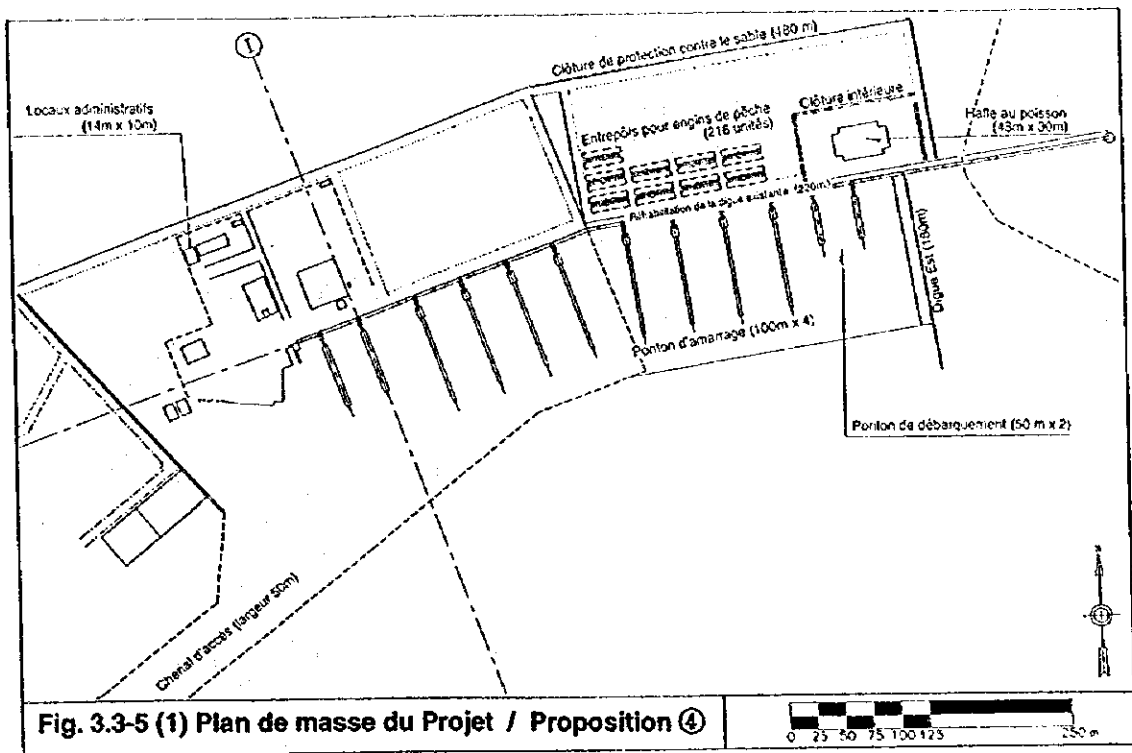 I
Clôture de protection contre le sable (480 m)
Locaux administratifs
(14m x 10m)
Clôture intérieure
Halle au poisson
(43m x 30m)
Entrepôts pour engins de pêche
(216 unités)
Réhabilitation de la digue existante (220m)
Digue Est (180m)
Ponton d'amarrage (100m x 4)
Ponton de débarquement (50 m x 2)
Chenal d'accès (largeur 50m)
N
Fig. 3.3-5 (1) Plan de masse du Projet / Proposition ④
0 25 50 75 100 125 250 m